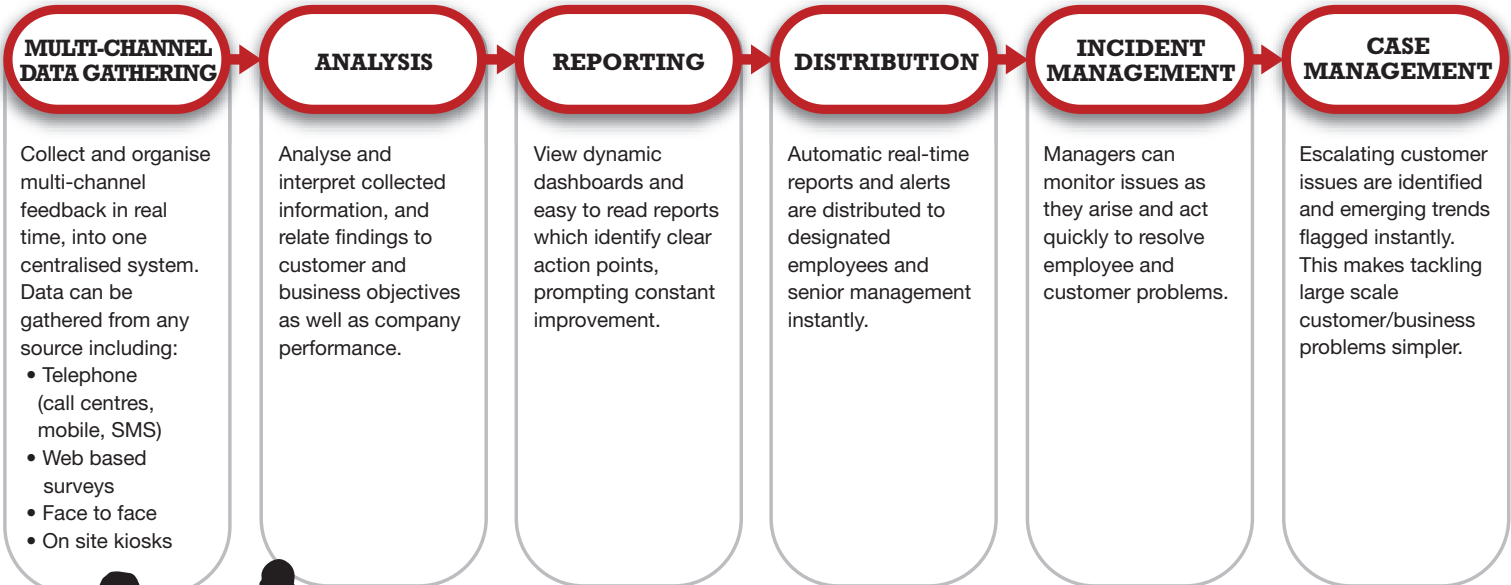 MULTI-CHANNEL
DATA GATHERING
Collect and organise
multi-channel
feedback in real
time, into one
centralised system.
Data can be
gathered from any
source including:
• Telephone
(call centres,
mobile, SMS)
• Web based
surveys
• Face to face
• On site kiosks
ANALYSIS
Analyse and
interpret collected
information, and
relate findings to
customer and
business objectives
as well as company
performance.
REPORTING
View dynamic
dashboards and
easy to read reports
which identify clear
action points,
prompting constant
improvement.
DISTRIBUTION
Automatic real-time
reports and alerts
are distributed to
designated
employees and
senior management
instantly.
INCIDENT
MANAGEMENT
Managers can
monitor issues as
they arise and act
quickly to resolve
employee and
customer problems.
CASE
MANAGEMENT
Escalating customer
issues are identified
and emerging trends
flagged instantly.
This makes tackling
large scale
customer/business
problems simpler.